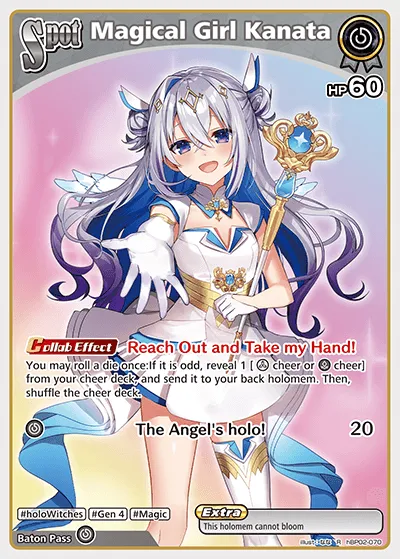 Spot Magical Girl Kanata
HP60
Collab Effect Reach Out and Take my Hand!
You may roll a die once:If it is odd, reveal 1 [ cheer or cheer]
from your cheer deck, and send it to your back holomem. Then,
shuffle the cheer deck.
The Angel's holo! 20
#holoWitches #Gen 4 #Magic
Extra
This holomem cannot bloom
Baton Pass
illust: R hBP02-070